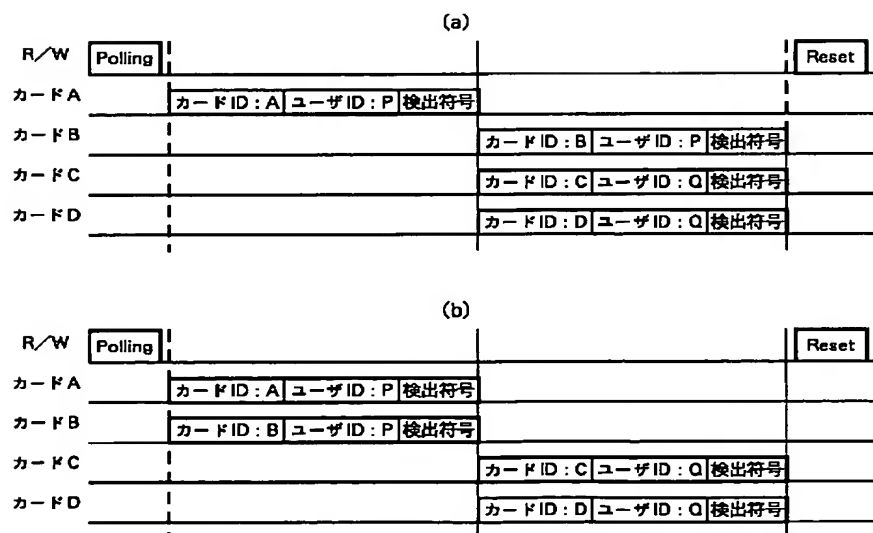 (a)
R/W Polling Reset
カードA カードID:A ユーザID:P 検出符号
カードB カードID:B ユーザID:P 検出符号
カードC カードID:C ユーザID:Q 検出符号
カードD カードID:D ユーザID:Q 検出符号
(b)
R/W Polling Reset
カードA カードID:A ユーザID:P 検出符号
カードB カードID:B ユーザID:P 検出符号
カードC カードID:C ユーザID:Q 検出符号
カードD カードID:D ユーザID:Q 検出符号